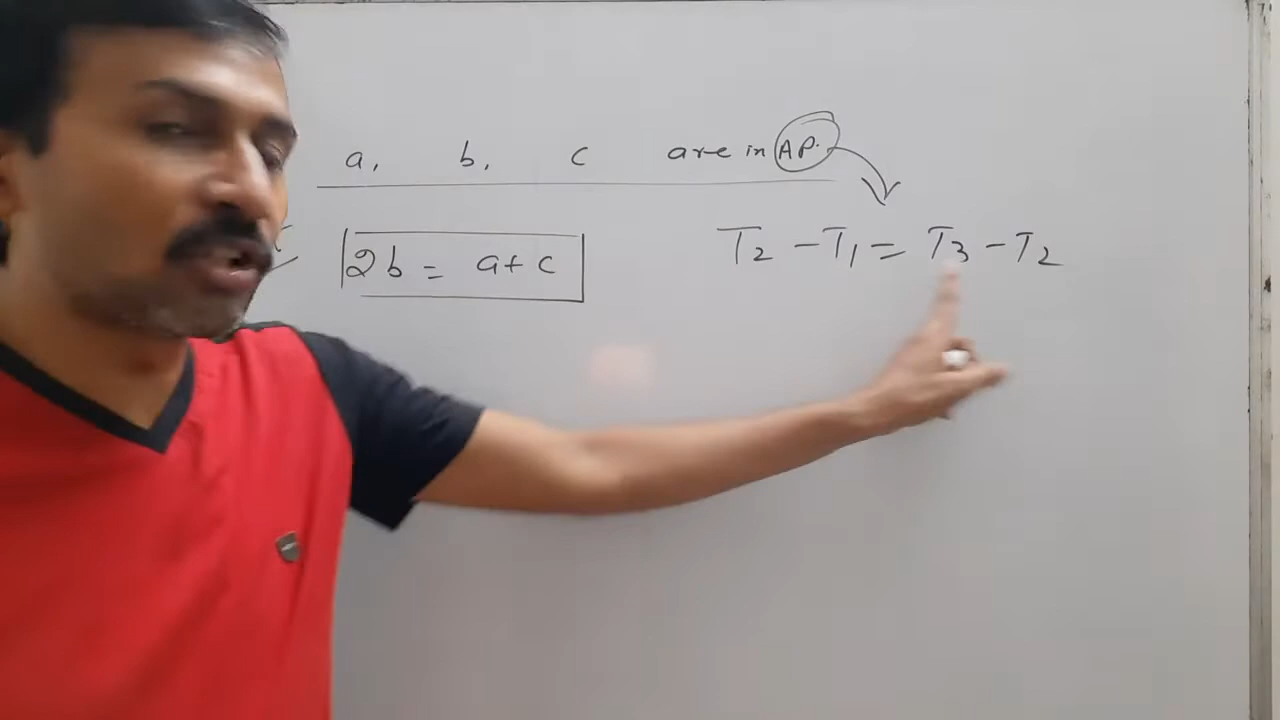 a, b, c are in AP.
2b = a+c
T2 - T1 = T3 - T2